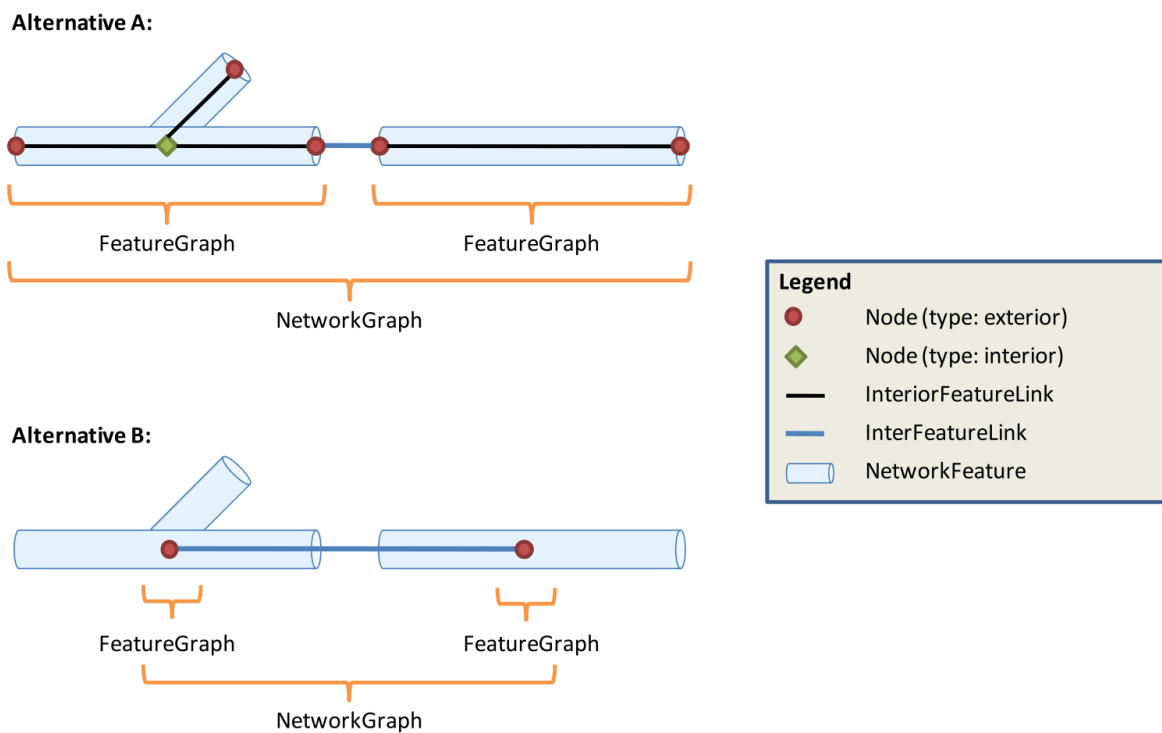 Alternative A:
FeatureGraph
FeatureGraph
NetworkGraph
Legend
Node (type: exterior)
Node (type: interior)
InteriorFeatureLink
InterFeatureLink
NetworkFeature
Alternative B:
FeatureGraph
FeatureGraph
NetworkGraph